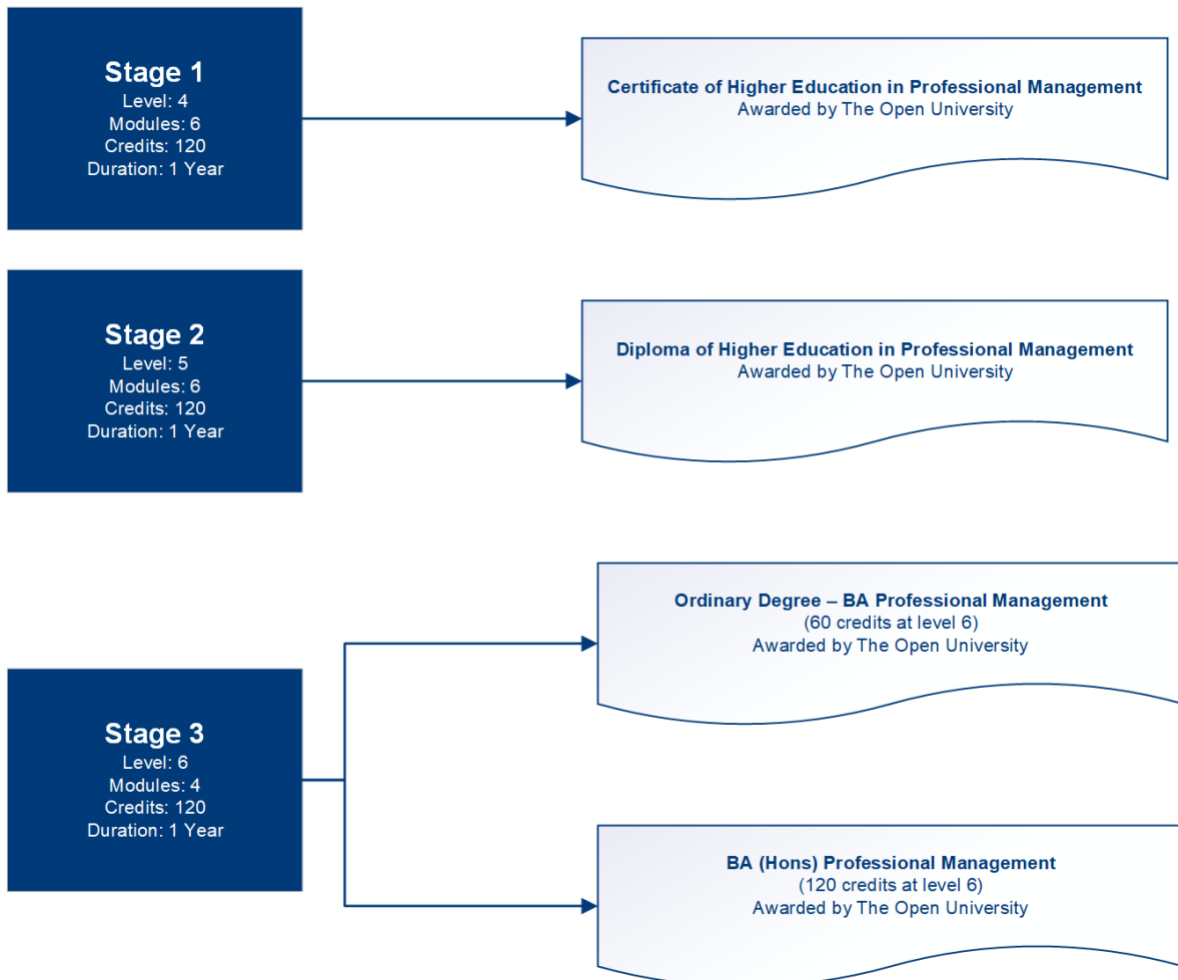 Stage 1
Level: 4
Modules: 6
Credits: 120
Duration: 1 Year
Certificate of Higher Education in Professional Management
Awarded by The Open University
Stage 2
Level: 5
Modules: 6
Credits: 120
Duration: 1 Year
Diploma of Higher Education in Professional Management
Awarded by The Open University
Stage 3
Level: 6
Modules: 4
Credits: 120
Duration: 1 Year
Ordinary Degree – BA Professional Management
(60 credits at level 6)
Awarded by The Open University
BA (Hons) Professional Management
(120 credits at level 6)
Awarded by The Open University